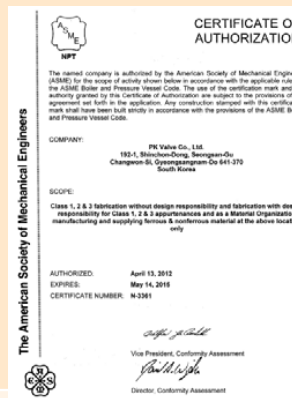 ASME
NPT
CERTIFICATE O
AUTHORIZATIO
The named company is authorized by the American Society of Mechanical Engine
(ASME) for the scope of activity shown below in accordance with the applicable rule
the ASME Boiler and Pressure Vessel Code. The use of the certification mark and
authority granted by this Certificate of Authorization are subject to the provisions of
agreement set forth in the application. Any construction stamped with this certifica
mark shall have been built strictly in accordance with the provisions of the ASME B
and Pressure Vessel Code.
COMPANY:
PK Valve Co., Ltd.
192-1, Shinchon-Dong, Seongsan-Gu
Changwon-Si, Gyeongsangnam-Do 641-370
South Korea
SCOPE:
Class 1, 2 & 3 fabrication without design responsibility and fabrication with des
responsibility for Class 1, 2 & 3 appurtenances and as a Material Organizatio
manufacturing and supplying ferrous & nonferrous material at the above locat
only
AUTHORIZED: April 13, 2012
EXPIRES: May 14, 2015
CERTIFICATE NUMBER: N-3361
Vice President, Conformity Assessment
Director, Conformity Assessment
The American Society of Mechanical Engineers